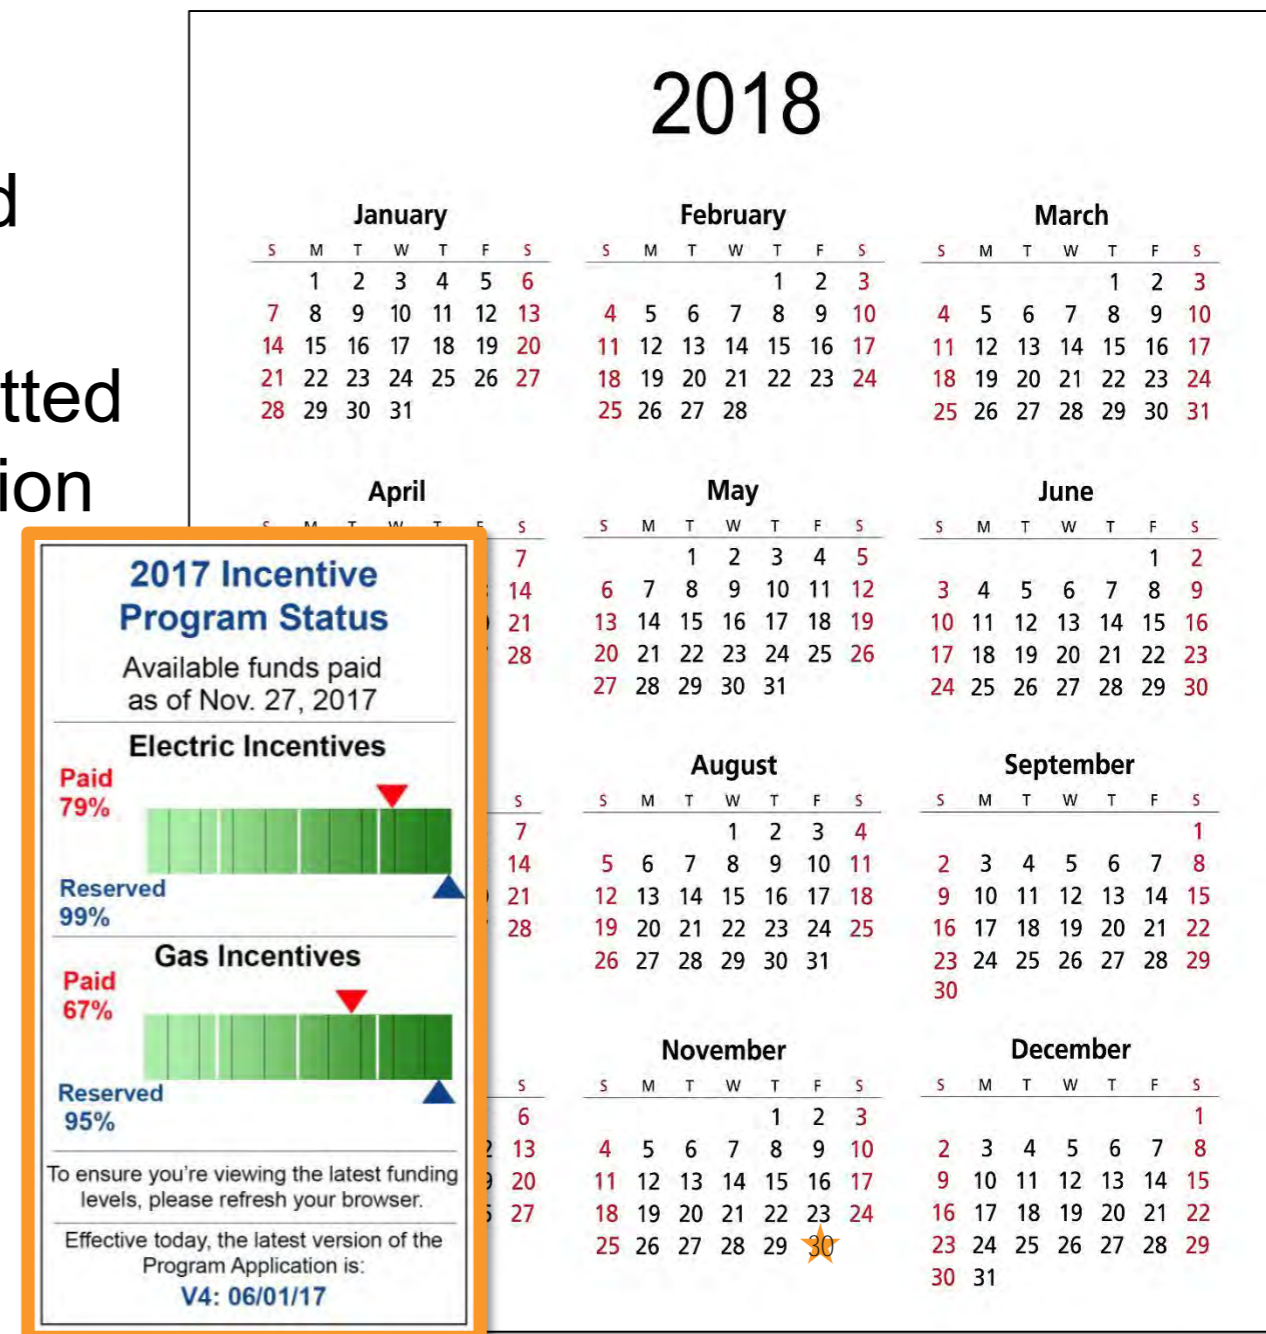 d
tted
ion
2018
January
S M T W T F S
1 2 3 4 5 6
7 8 9 10 11 12 13
14 15 16 17 18 19 20
21 22 23 24 25 26 27
28 29 30 31
February
S M T W T F S
1 2 3
4 5 6 7 8 9 10
11 12 13 14 15 16 17
18 19 20 21 22 23 24
25 26 27 28
March
S M T W T F S
1 2 3
4 5 6 7 8 9 10
11 12 13 14 15 16 17
18 19 20 21 22 23 24
25 26 27 28 29 30 31
April
S M T W T F S
7
14
21
28
May
S M T W T F S
1 2 3 4 5
6 7 8 9 10 11 12
13 14 15 16 17 18 19
20 21 22 23 24 25 26
27 28 29 30 31
June
S M T W T F S
1 2
3 4 5 6 7 8 9
10 11 12 13 14 15 16
17 18 19 20 21 22 23
24 25 26 27 28 29 30
S
7
14
21
28
August
S M T W T F S
1 2 3 4
5 6 7 8 9 10 11
12 13 14 15 16 17 18
19 20 21 22 23 24 25
26 27 28 29 30 31
September
S M T W T F S
1
2 3 4 5 6 7 8
9 10 11 12 13 14 15
16 17 18 19 20 21 22
23 24 25 26 27 28 29
30
S
6
13
20
27
November
S M T W T F S
1 2 3
4 5 6 7 8 9 10
11 12 13 14 15 16 17
18 19 20 21 22 23 24
25 26 27 28 29 30
December
S M T W T F S
1
2 3 4 5 6 7 8
9 10 11 12 13 14 15
16 17 18 19 20 21 22
23 24 25 26 27 28 29
30 31
2017 Incentive
Program Status
Available funds paid
as of Nov. 27, 2017
Electric Incentives
Paid
79%
Reserved
99%
Gas Incentives
Paid
67%
Reserved
95%
To ensure you're viewing the latest funding
levels, please refresh your browser.
Effective today, the latest version of the
Program Application is:
V4: 06/01/17